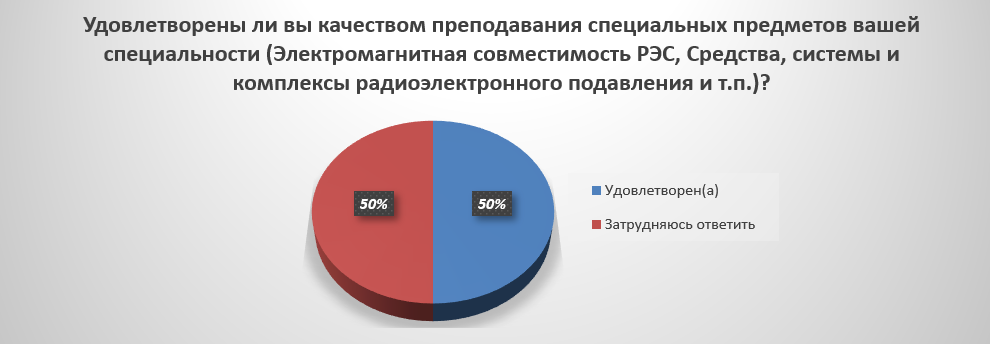 Удовлетворены ли вы качеством преподавания специальных предметов вашей
специальности (Электромагнитная совместимость РЭС, Средства, системы и
комплексы радиоэлектронного подавления и т.п.)?
50%
50%
Удовлетворен(а)
Затрудняюсь ответить